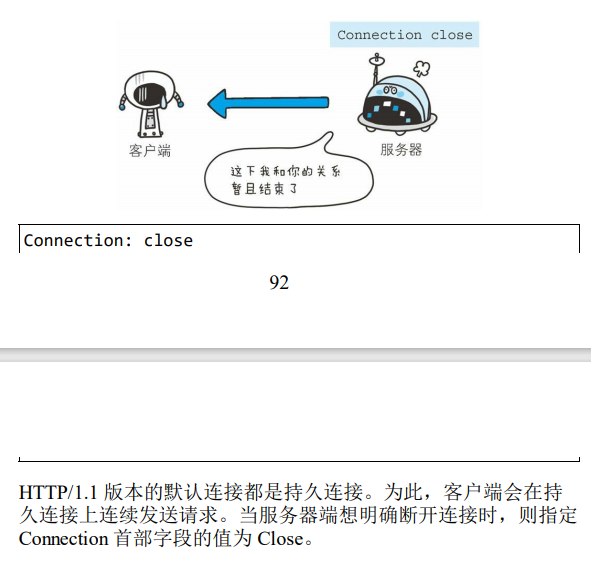 Connection close
客户端
服务器
这下我和你的关系
暂且结束了
Connection: close
92
HTTP/1.1 版本的默认连接都是持久连接。为此，客户端会在持
久连接上连续发送请求。当服务器端想明确断开连接时，则指定
Connection 首部字段的值为 Close。